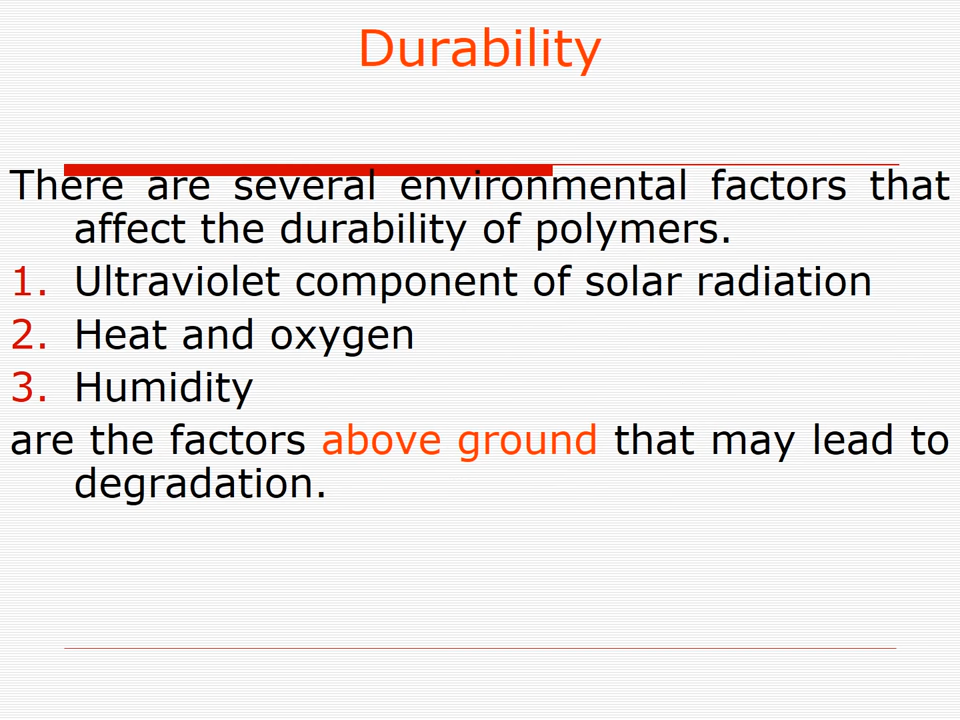 Durability
There are several environmental factors that
affect the durability of polymers.
1. Ultraviolet component of solar radiation
2. Heat and oxygen
3. Humidity
are the factors above ground that may lead to
degradation.